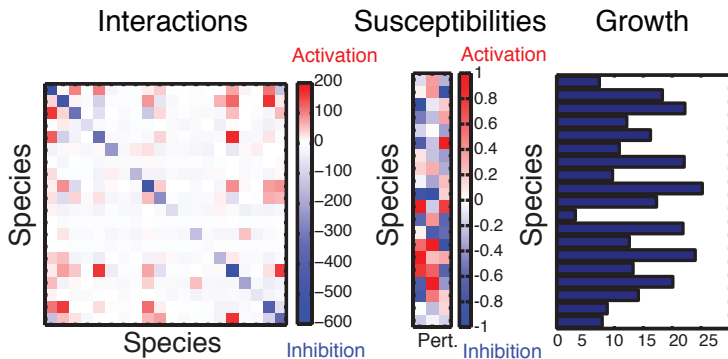 Interactions
Susceptibilities
Growth
Activation
Activation
Species
200
100
0
−100
−200
−300
−400
−500
−600
Species
Inhibition
Species
1
0.8
0.6
0.4
0.2
0
-0.2
-0.4
-0.6
-0.8
-1
Pert.
Inhibition
Species
0 5 10 15 20 25